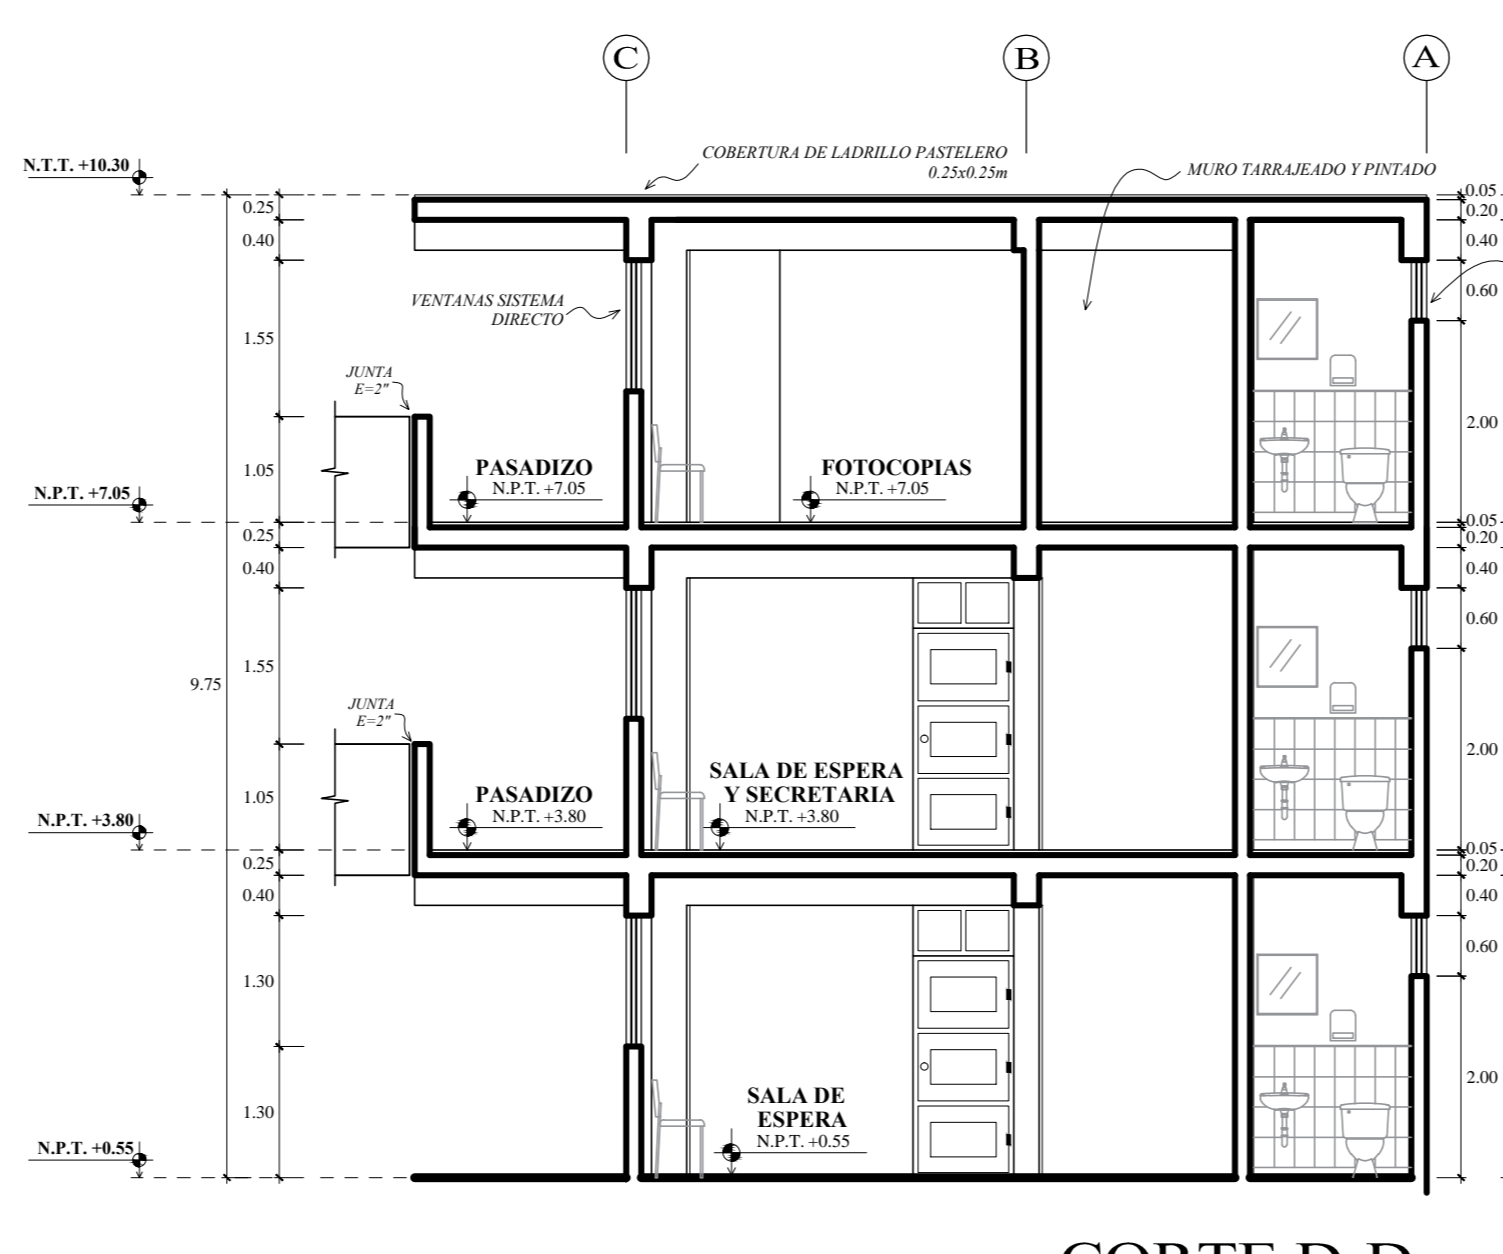 C
B
A
N.T.T. +10.30
COBERTURA DE LADRILLO PASTELERO
0.25x0.25m
MURO TARRAJEADO Y PINTADO
0.05
0.25
0.20
0.40
0.40
0.60
VENTANAS SISTEMA
DIRECTO
1.55
JUNTA
E=2"
2.00
1.05
PASADIZO
N.P.T. +7.05
FOTOCOPIAS
N.P.T. +7.05
N.P.T. +7.05
0.05
0.25
0.20
0.40
0.40
0.60
1.55
9.75
JUNTA
E=2"
2.00
1.05
PASADIZO
N.P.T. +3.80
SALA DE ESPERA
Y SECRETARIA
N.P.T. +3.80
N.P.T. +3.80
0.05
0.25
0.20
0.40
0.40
0.60
1.30
2.00
1.30
SALA DE
ESPERA
N.P.T. +0.55
N.P.T. +0.55